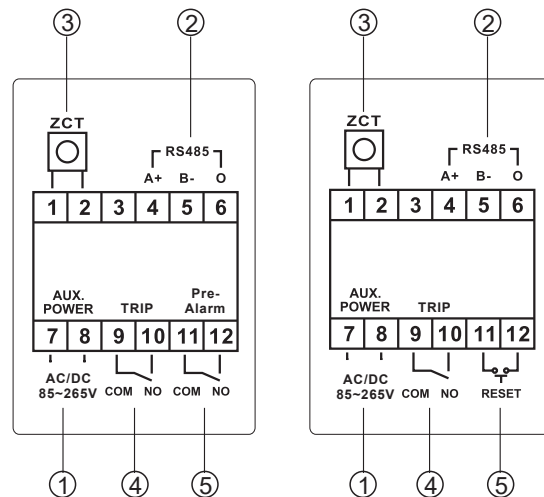 ③ ②
ZCT
RS485
A+ B- O
1 2 3 4 5 6
AUX. POWER TRIP Pre-Alarm
7 8 9 10 11 12
AC/DC
85~265V COM NO COM NO
① ④ ⑤
③ ②
ZCT
RS485
A+ B- O
1 2 3 4 5 6
AUX. POWER TRIP
7 8 9 10 11 12
AC/DC
85~265V COM NO RESET
① ④ ⑤